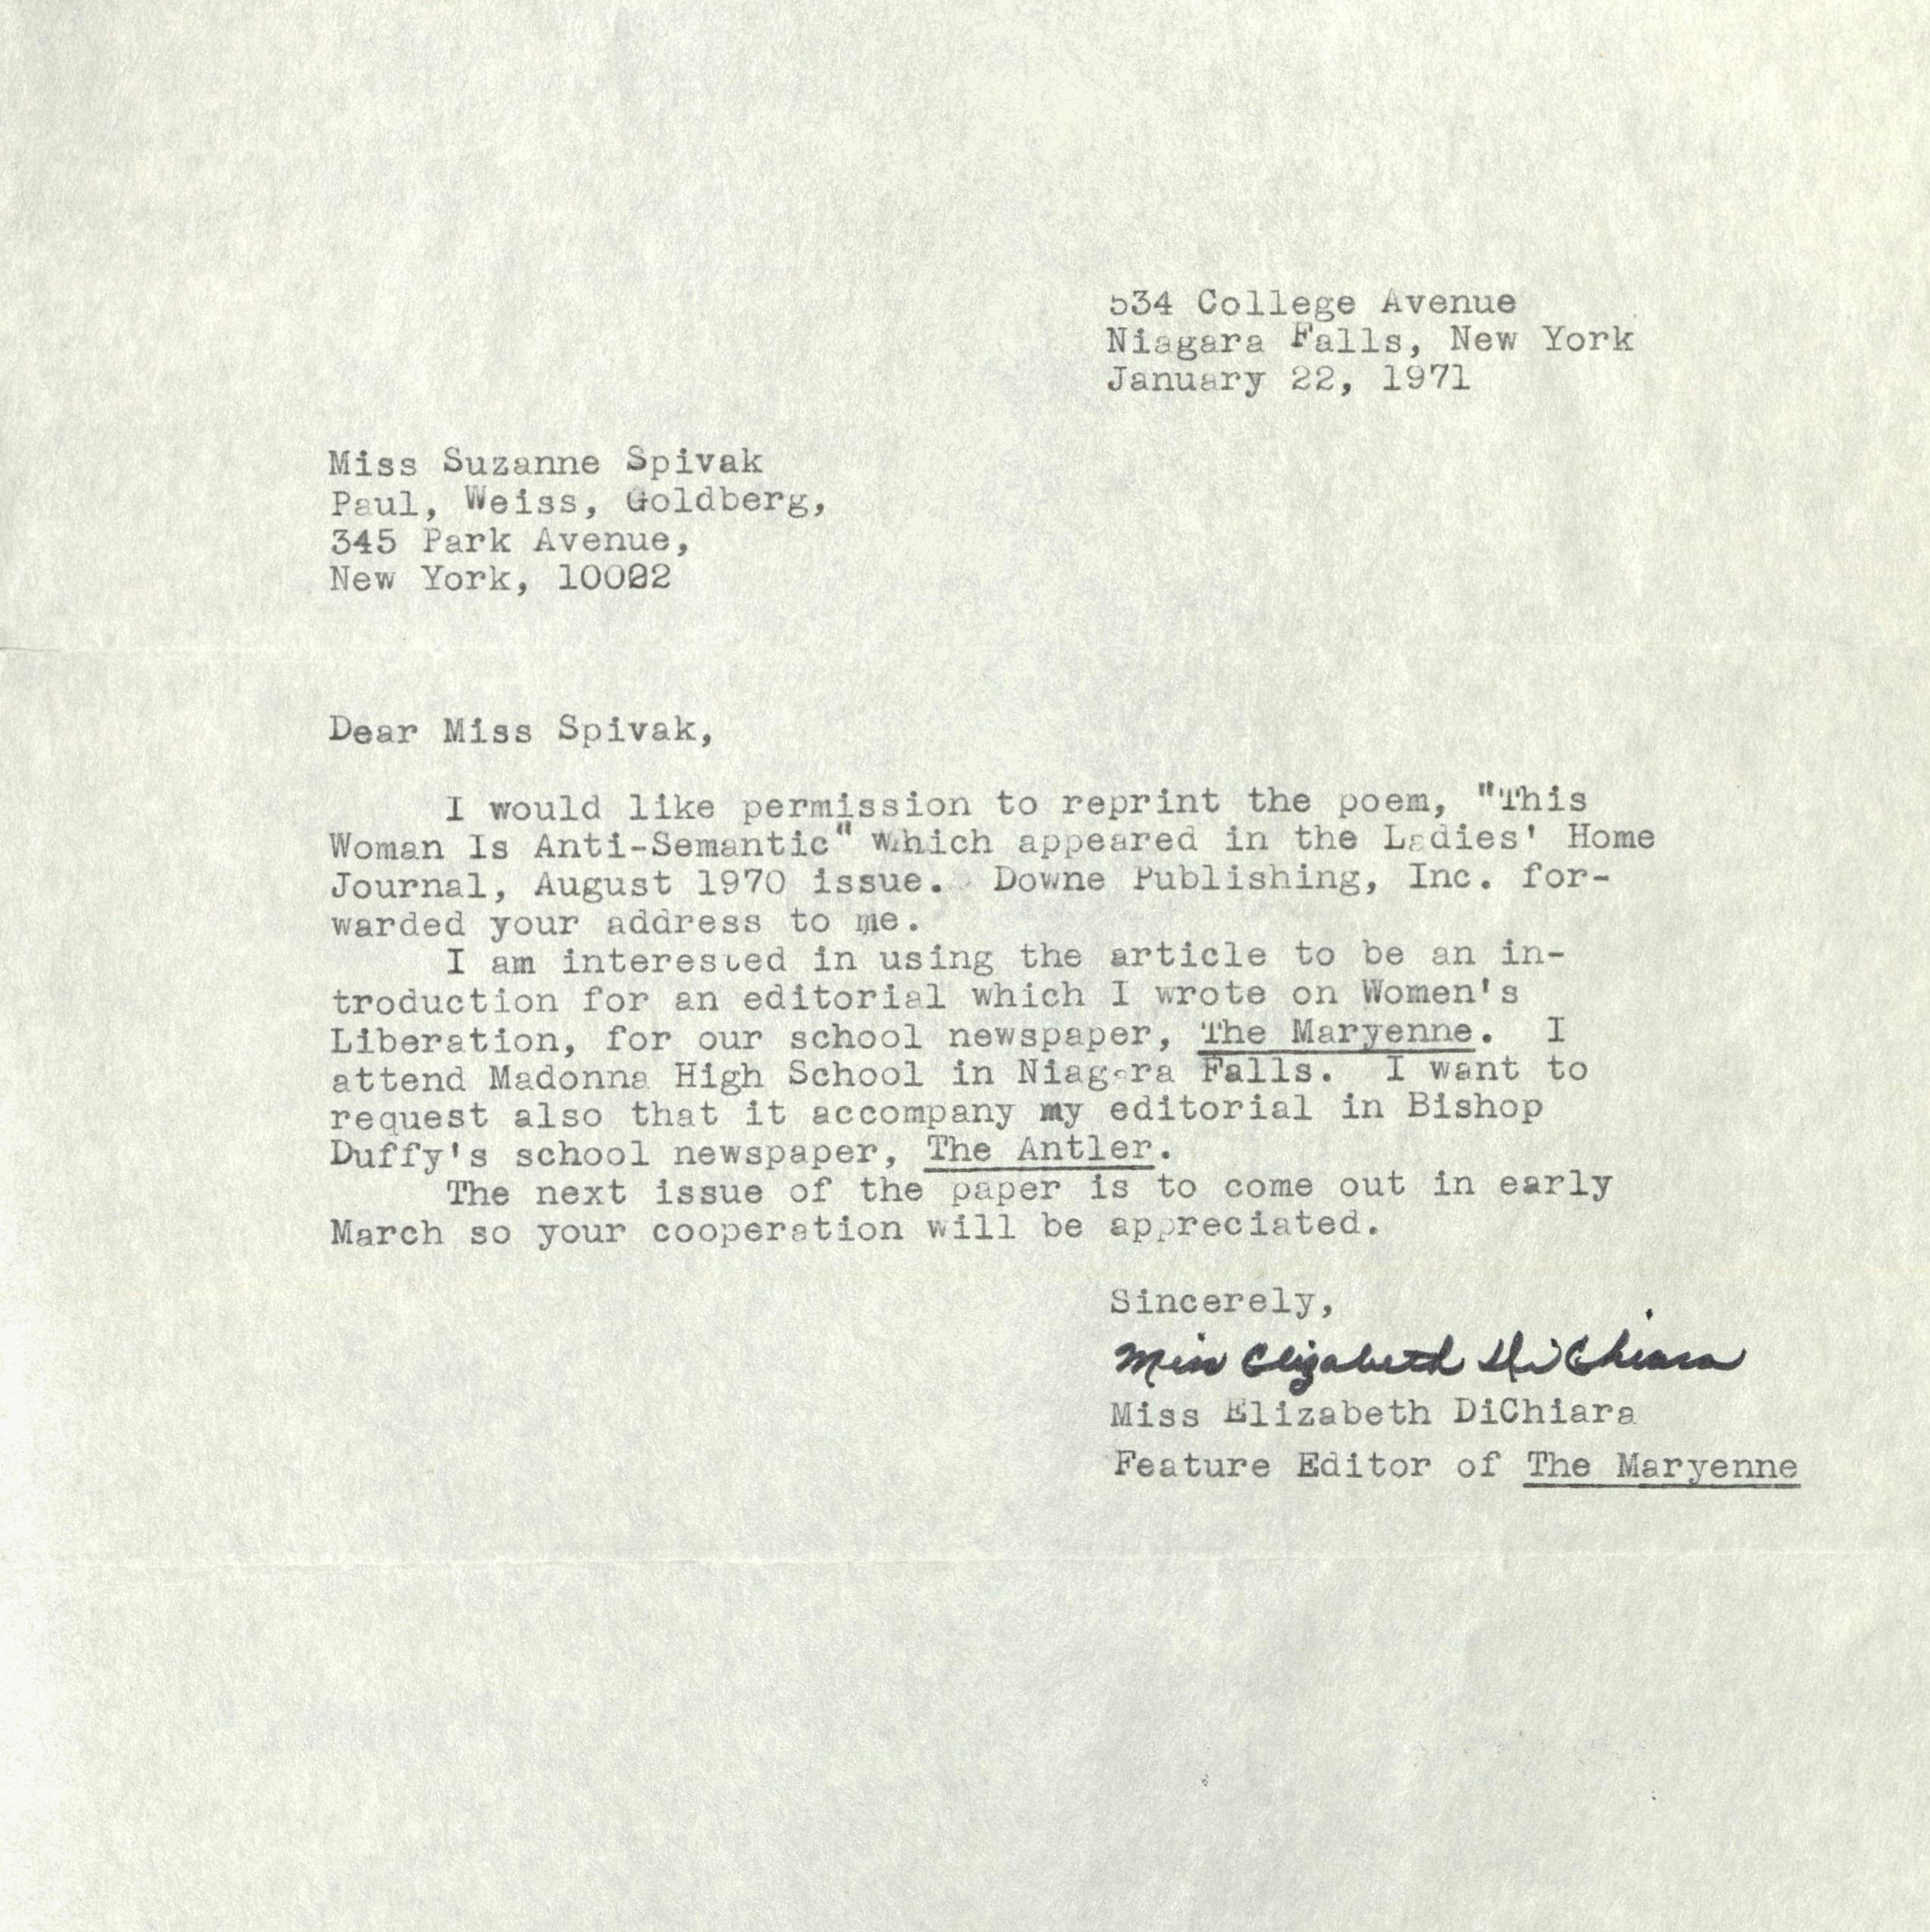 534 College Avenue
Niagara Falls, New York
January 22, 1971
Miss Suzanne Spivak
Paul, Weiss, Goldberg,
345 Park Avenue,
New York, 10022
Dear Miss Spivak,
I would like permission to reprint the poem, "This
Woman Is Anti-Semantic" which appeared in the Ladies' Home
Journal, August 1970 issue. Downe Publishing, Inc. for-
warded your address to me.
I am interested in using the article to be an in-
troduction for an editorial which I wrote on Women's
Liberation, for our school newspaper, The Maryenne. I
attend Madonna High School in Niagara Falls. I want to
request also that it accompany my editorial in Bishop
Duffy's school newspaper, The Antler.
The next issue of the paper is to come out in early
March so your cooperation will be appreciated.
Sincerely,
Miss Elizabeth DiChiara
Miss Elizabeth DiChiara
Feature Editor of The Maryenne